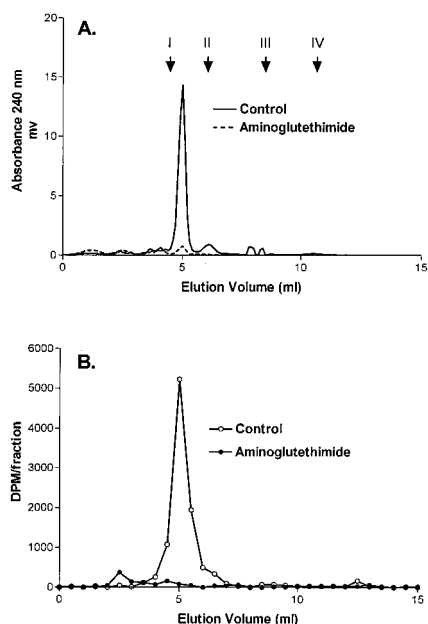 A.
I II III IV
20
15
10
5
0
Absorbance 240 nm
mv
Control
Aminoglutethimide
0 5 10 15
Elution Volume (ml)
B.
6000
5000
4000
3000
2000
1000
0
DPM/fraction
Control
Aminoglutethimide
0 5 10 15
Elution Volume (ml)